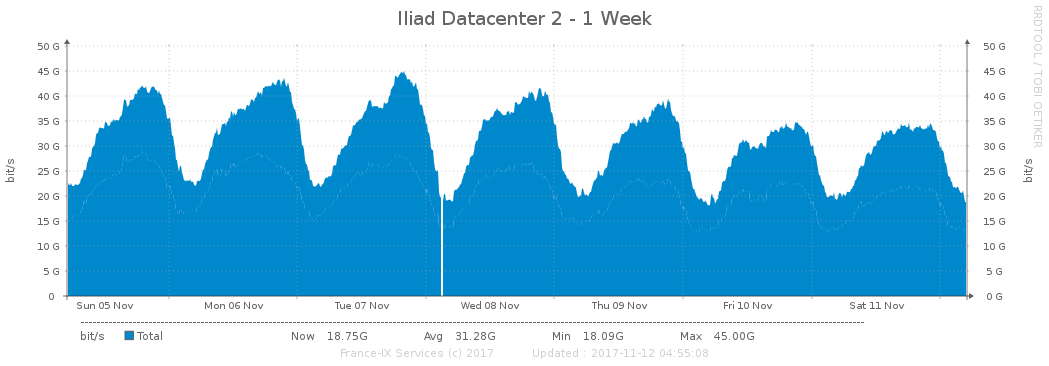 Iliad Datacenter 2 - 1 Week
RRDTOOL / TOBI OETIKER
50 G 50 G
45 G 45 G
40 G 40 G
35 G 35 G
30 G 30 G
25 G 25 G
20 G 20 G
15 G 15 G
10 G 10 G
5 G 5 G
0 0 G
bit/s
bit/s
Sun 05 Nov Mon 06 Nov Tue 07 Nov Wed 08 Nov Thu 09 Nov Fri 10 Nov Sat 11 Nov
bit/s Total Now 18.75G Avg 31.28G Min 18.09G Max 45.00G
France-IX Services (c) 2017 Updated : 2017-11-12 04:55:08